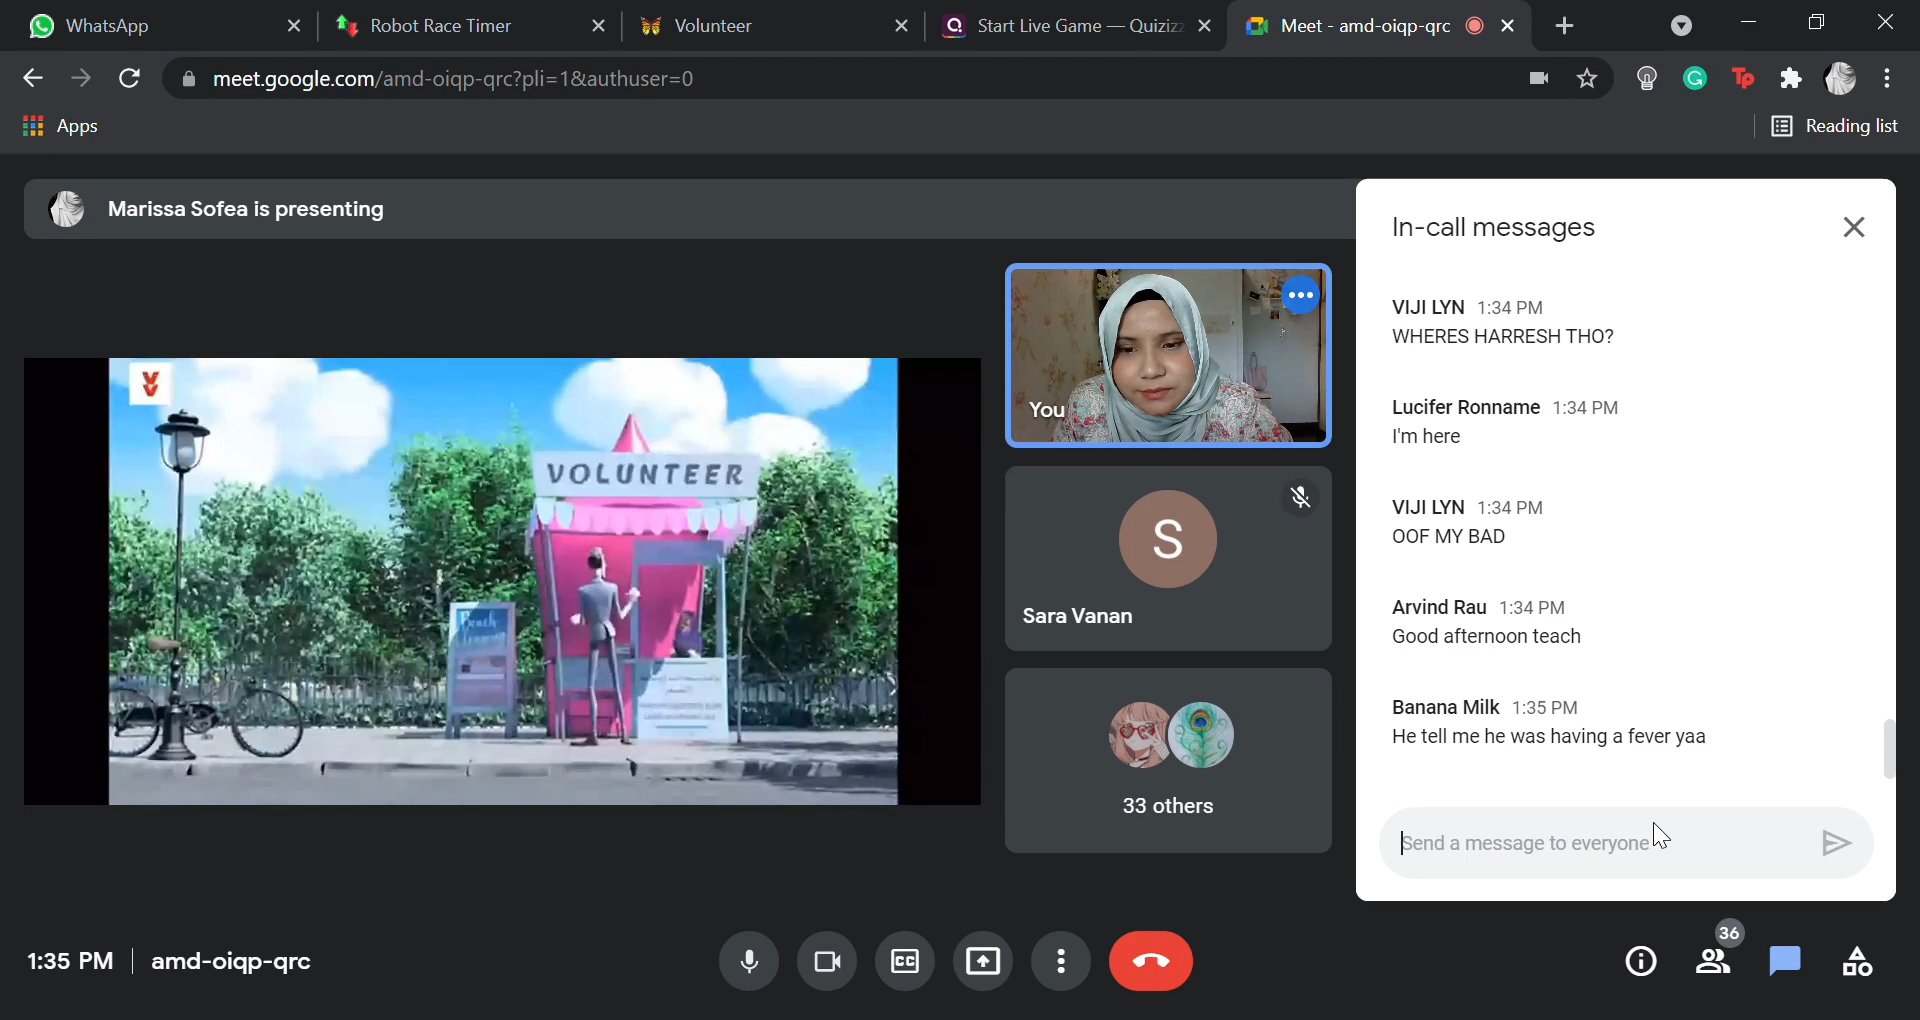 WhatsApp
Robot Race Timer
Volunteer
Start Live Game — Quizizz
Meet - amd-oiqp-qrc
meet.google.com/amd-oiqp-qrc?pli=1&authuser=0
Apps
Reading list
Marissa Sofea is presenting
VOLUNTEER
You
S
Sara Vanan
33 others
In-call messages
VIJI LYN 1:34 PM
WHERES HARRESH THO?
Lucifer Ronname 1:34 PM
I'm here
VIJI LYN 1:34 PM
OOF MY BAD
Arvind Rau 1:34 PM
Good afternoon teach
Banana Milk 1:35 PM
He tell me he was having a fever yaa
Send a message to everyone
1:35 PM
amd-oiqp-qrc
CC
36